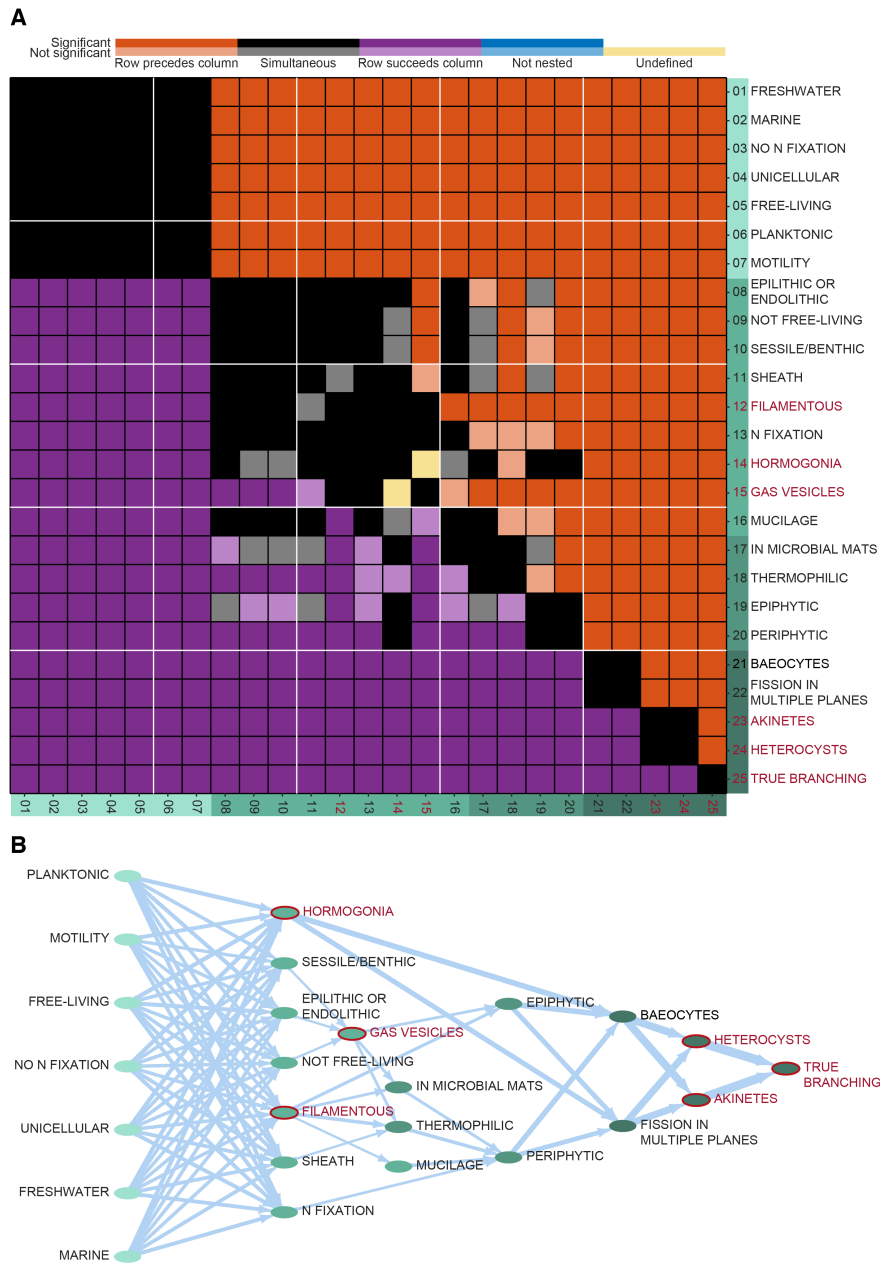 A
Significant
Not significant
Row precedes column
Simultaneous
Row succeeds column
Not nested
Undefined
01 FRESHWATER
02 MARINE
03 NO N FIXATION
04 UNICELLULAR
05 FREE-LIVING
06 PLANKTONIC
07 MOTILITY
08 EPILITHIC OR
ENDOLITHIC
09 NOT FREE-LIVING
10 SESSILE/BENTHIC
11 SHEATH
12 FILAMENTOUS
13 N FIXATION
14 HORMOGONIA
15 GAS VESICLES
16 MUCILAGE
17 IN MICROBIAL MATS
18 THERMOPHILIC
19 EPIPHYTIC
20 PERIPHYTIC
21 BAEOCYTES
22 FISSION IN
MULTIPLE PLANES
23 AKINETES
24 HETEROCYSTS
25 TRUE BRANCHING
01 02 03 04 05 06 07 08 09 10 11 12 13 14 15 16 17 18 19 20 21 22 23 24 25
B
PLANKTONIC
MOTILITY
FREE-LIVING
NO N FIXATION
UNICELLULAR
FRESHWATER
MARINE
HORMOGONIA
SESSILE/BENTHIC
EPILITHIC OR
ENDOLITHIC
GAS VESICLES
NOT FREE-LIVING
FILAMENTOUS
SHEATH
N FIXATION
IN MICROBIAL MATS
THERMOPHILIC
MUCILAGE
EPIPHYTIC
PERIPHYTIC
BAEOCYTES
FISSION IN
MULTIPLE PLANES
HETEROCYSTS
AKINETES
TRUE
BRANCHING